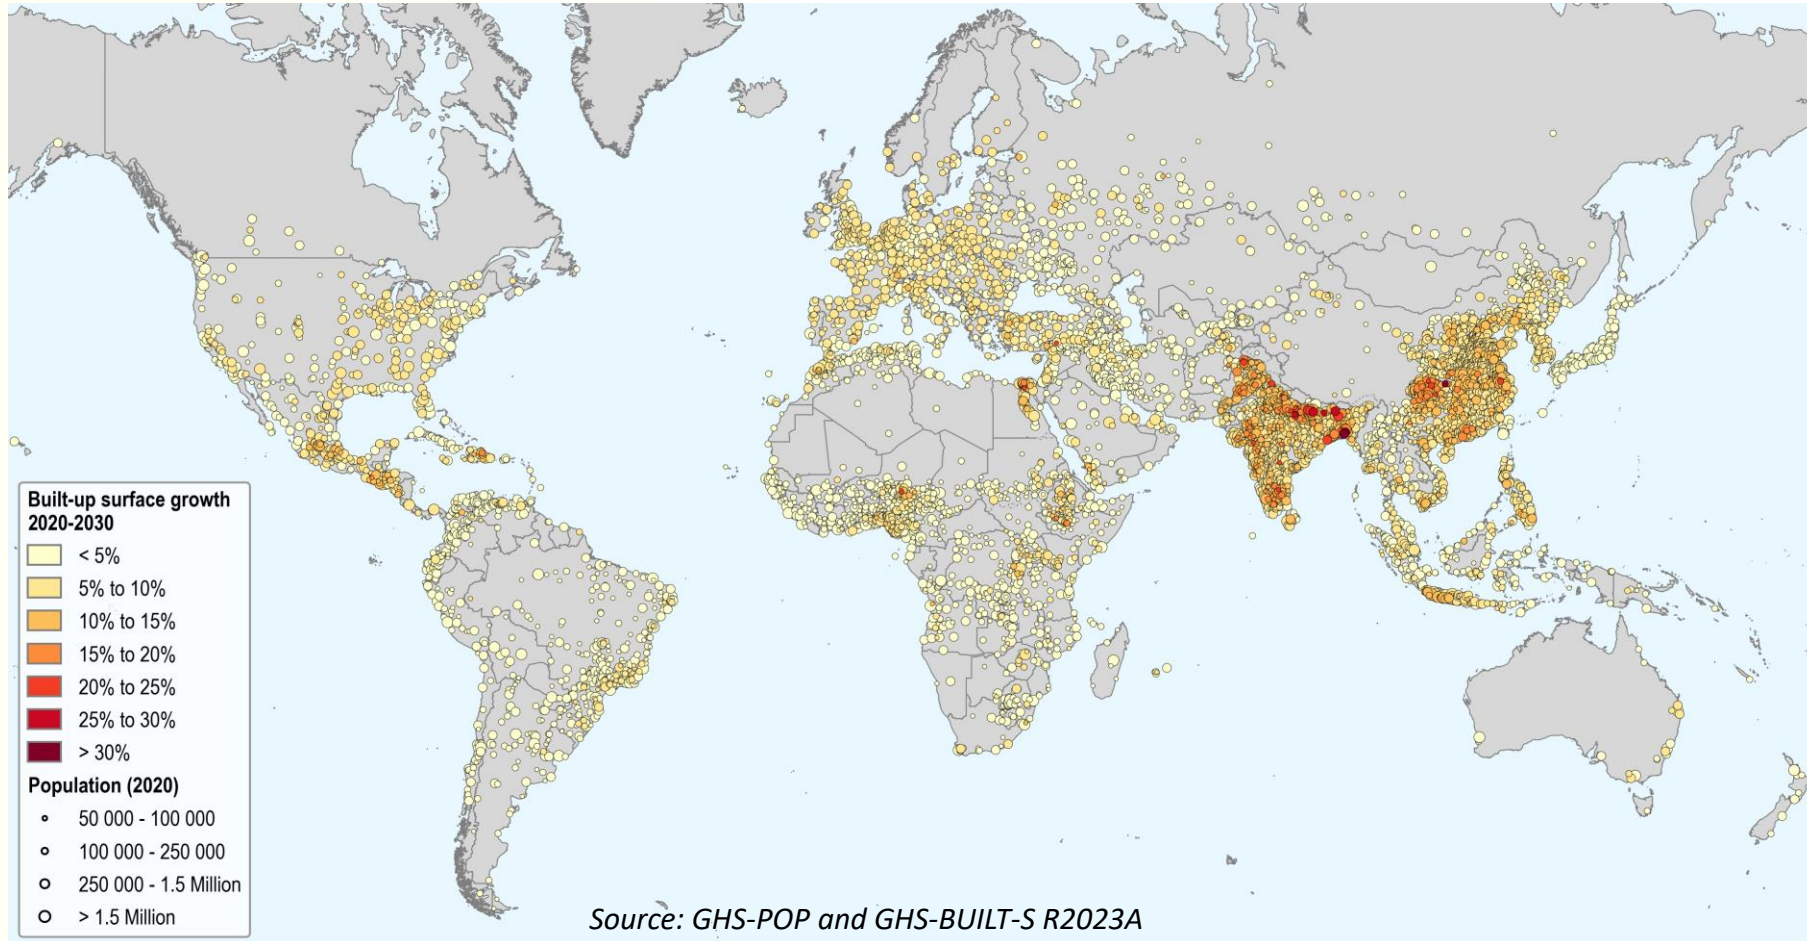 Built-up surface growth
2020-2030
< 5%
5% to 10%
10% to 15%
15% to 20%
20% to 25%
25% to 30%
> 30%
Population (2020)
50 000 - 100 000
100 000 - 250 000
250 000 - 1.5 Million
> 1.5 Million
Source: GHS-POP and GHS-BUILT-S R2023A